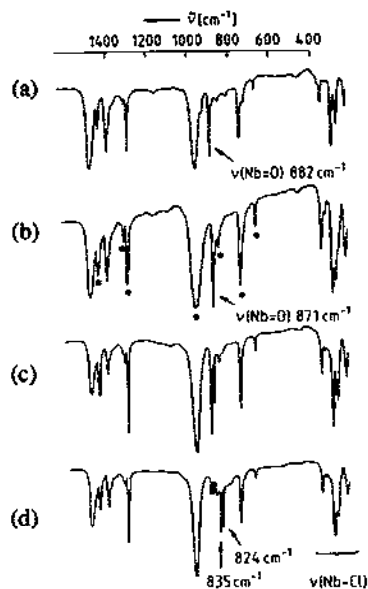 ṽ[cm⁻¹]
1400 1200 1000 800 600 400
(a)
ν(Nb=O) 882 cm⁻¹
(b)
ν(Nb=O) 871 cm⁻¹
(c)
(d)
824 cm⁻¹
835 cm⁻¹
ν(Nb-Cl)